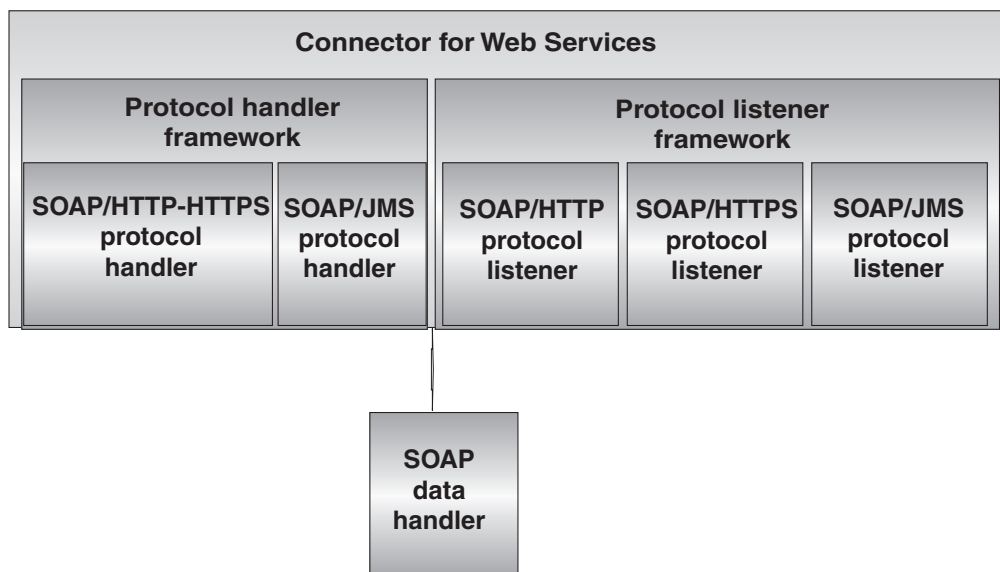 Connector for Web Services
Protocol handler
framework
Protocol listener
framework
SOAP/HTTP-HTTPS
protocol
handler
SOAP/JMS
protocol
handler
SOAP/HTTP
protocol
listener
SOAP/HTTPS
protocol
listener
SOAP/JMS
protocol
listener
SOAP
data
handler